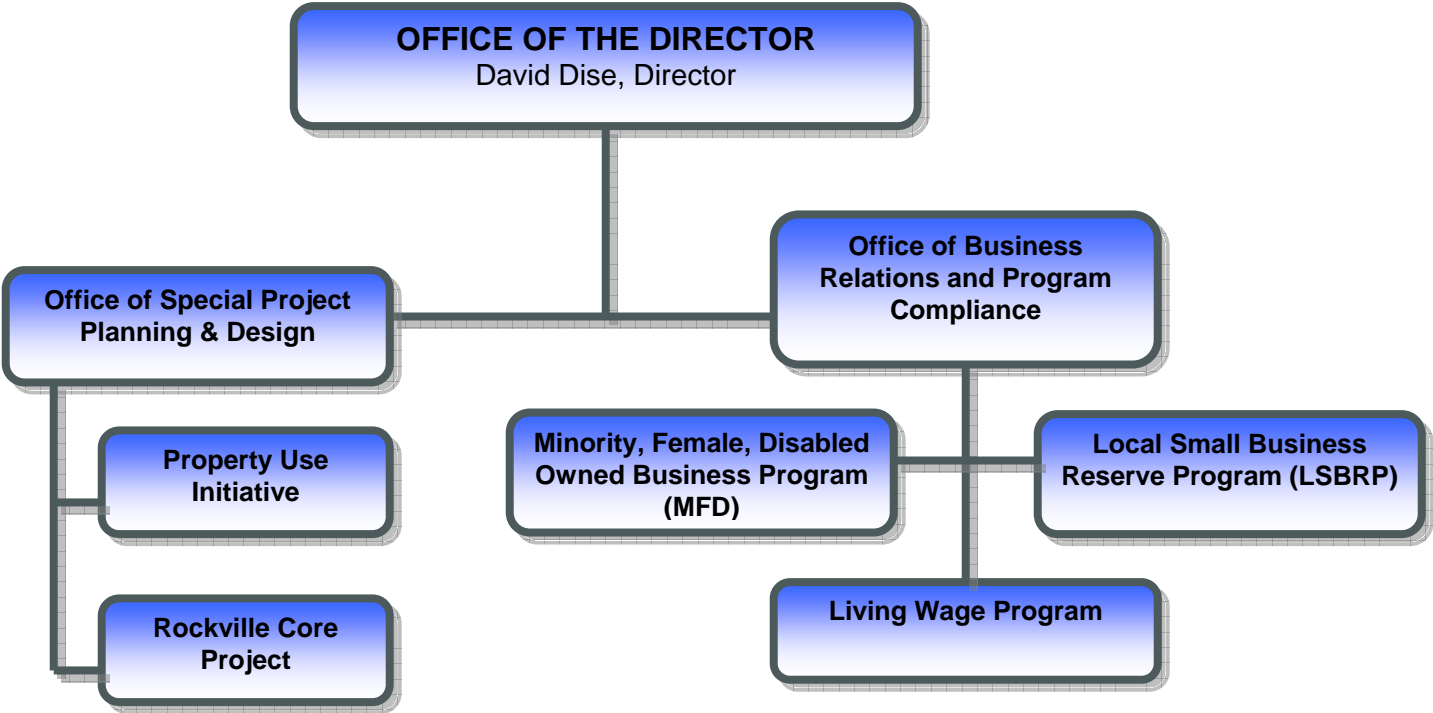 OFFICE OF THE DIRECTOR
David Dise, Director
Office of Business
Relations and Program
Compliance
Office of Special Project
Planning & Design
Minority, Female, Disabled
Owned Business Program
(MFD)
Local Small Business
Reserve Program (LSBRP)
Property Use
Initiative
Living Wage Program
Rockville Core
Project